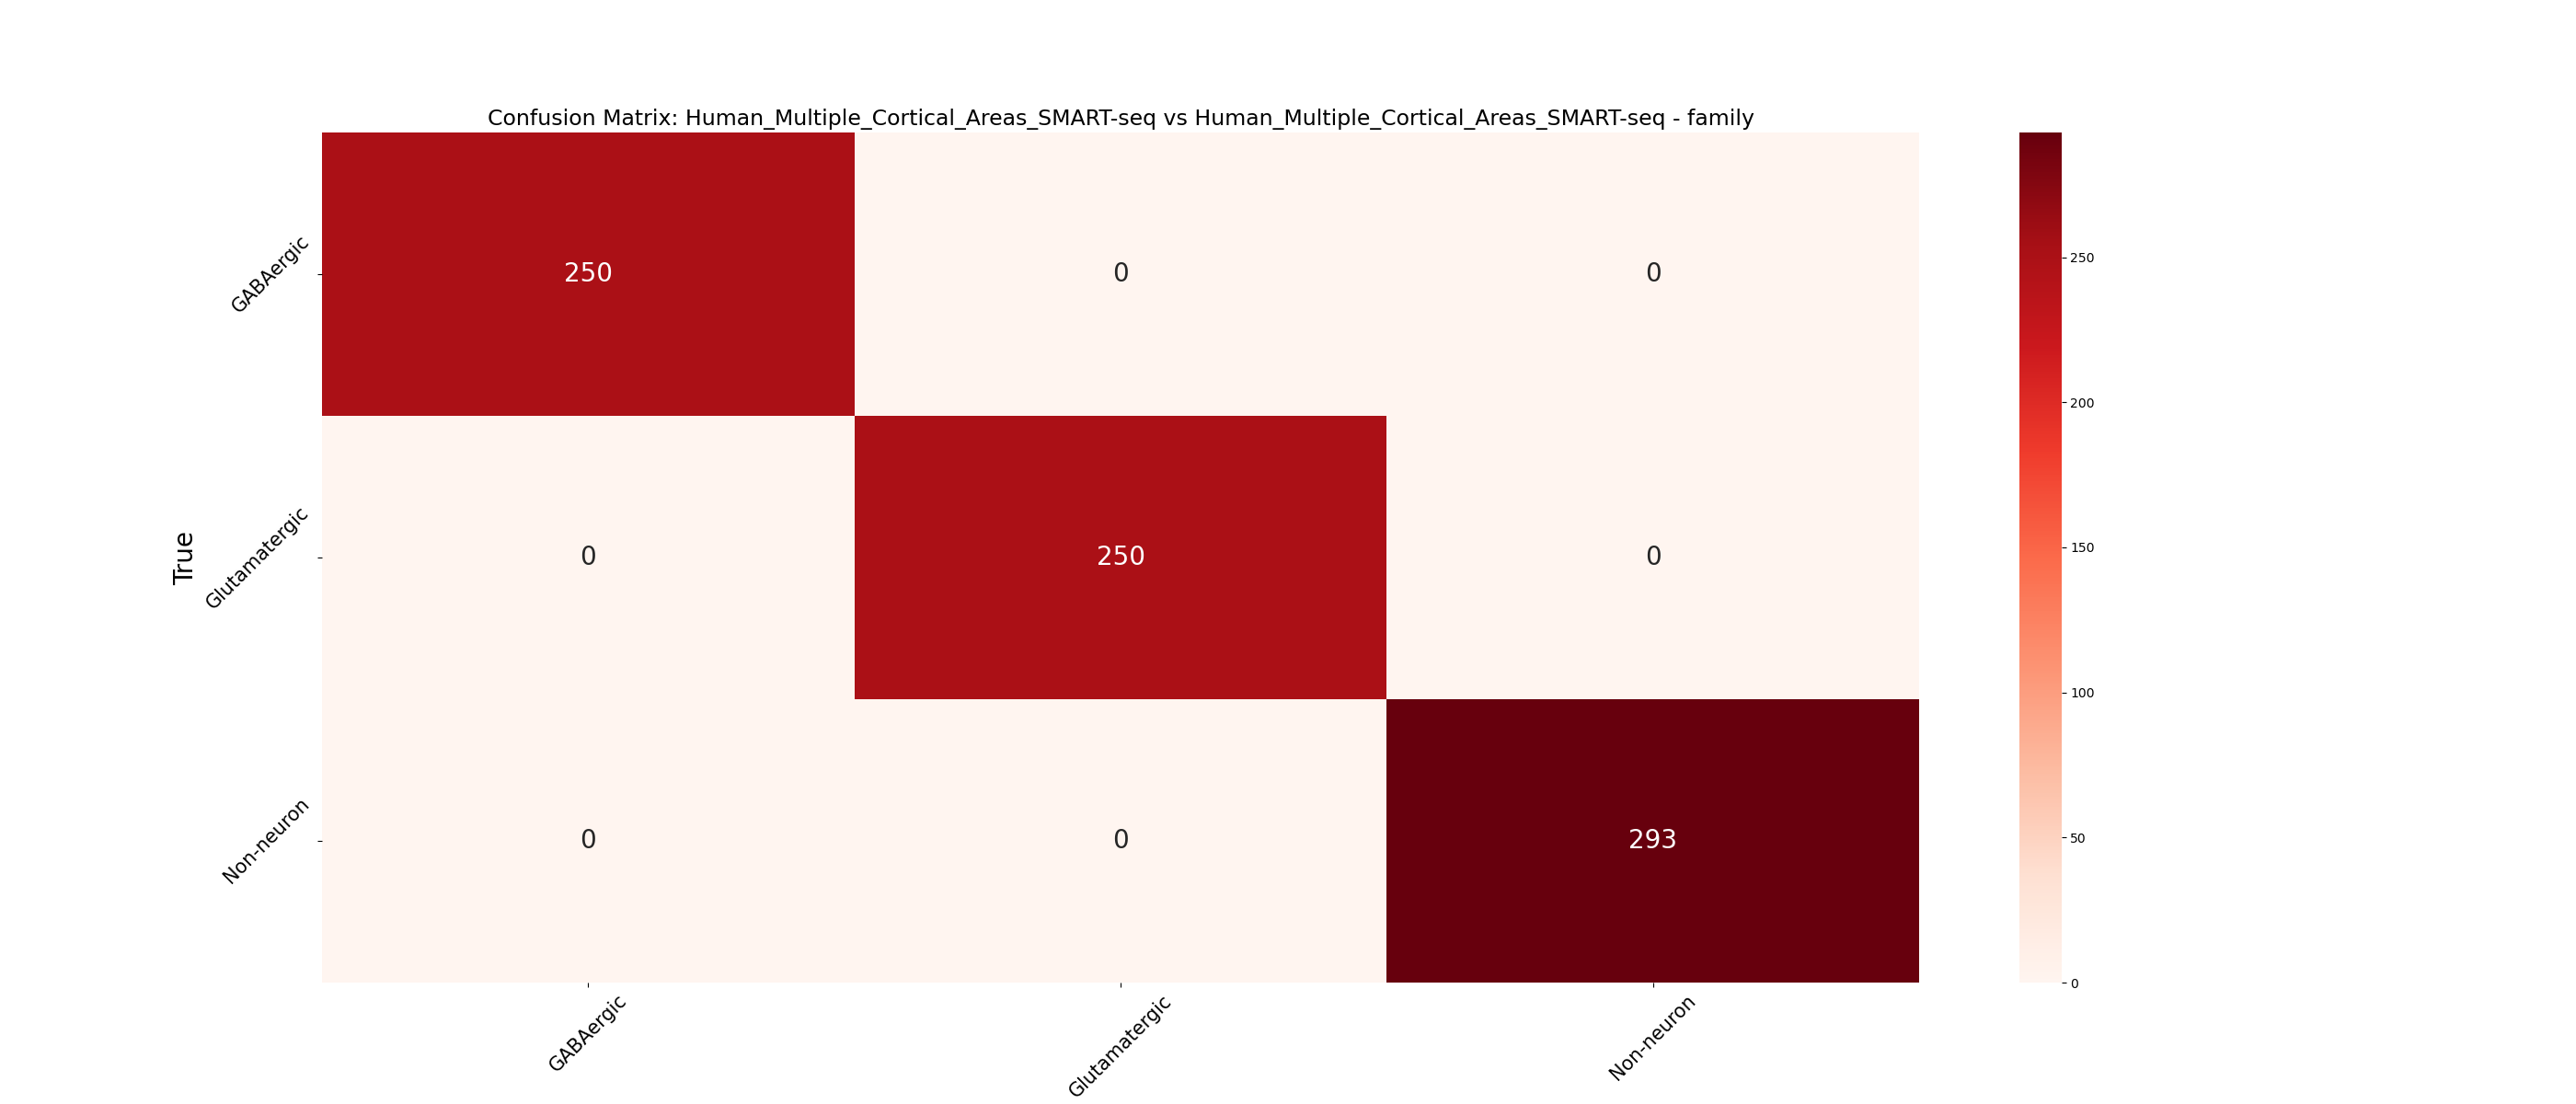 Confusion Matrix: Human_Multiple_Cortical_Areas_SMART-seq vs Human_Multiple_Cortical_Areas_SMART-seq - family
GABAergic
250
0
0
Glutamatergic
0
250
0
Non-neuron
0
0
293
True
GABAergic
Glutamatergic
Non-neuron
250
200
150
100
50
0